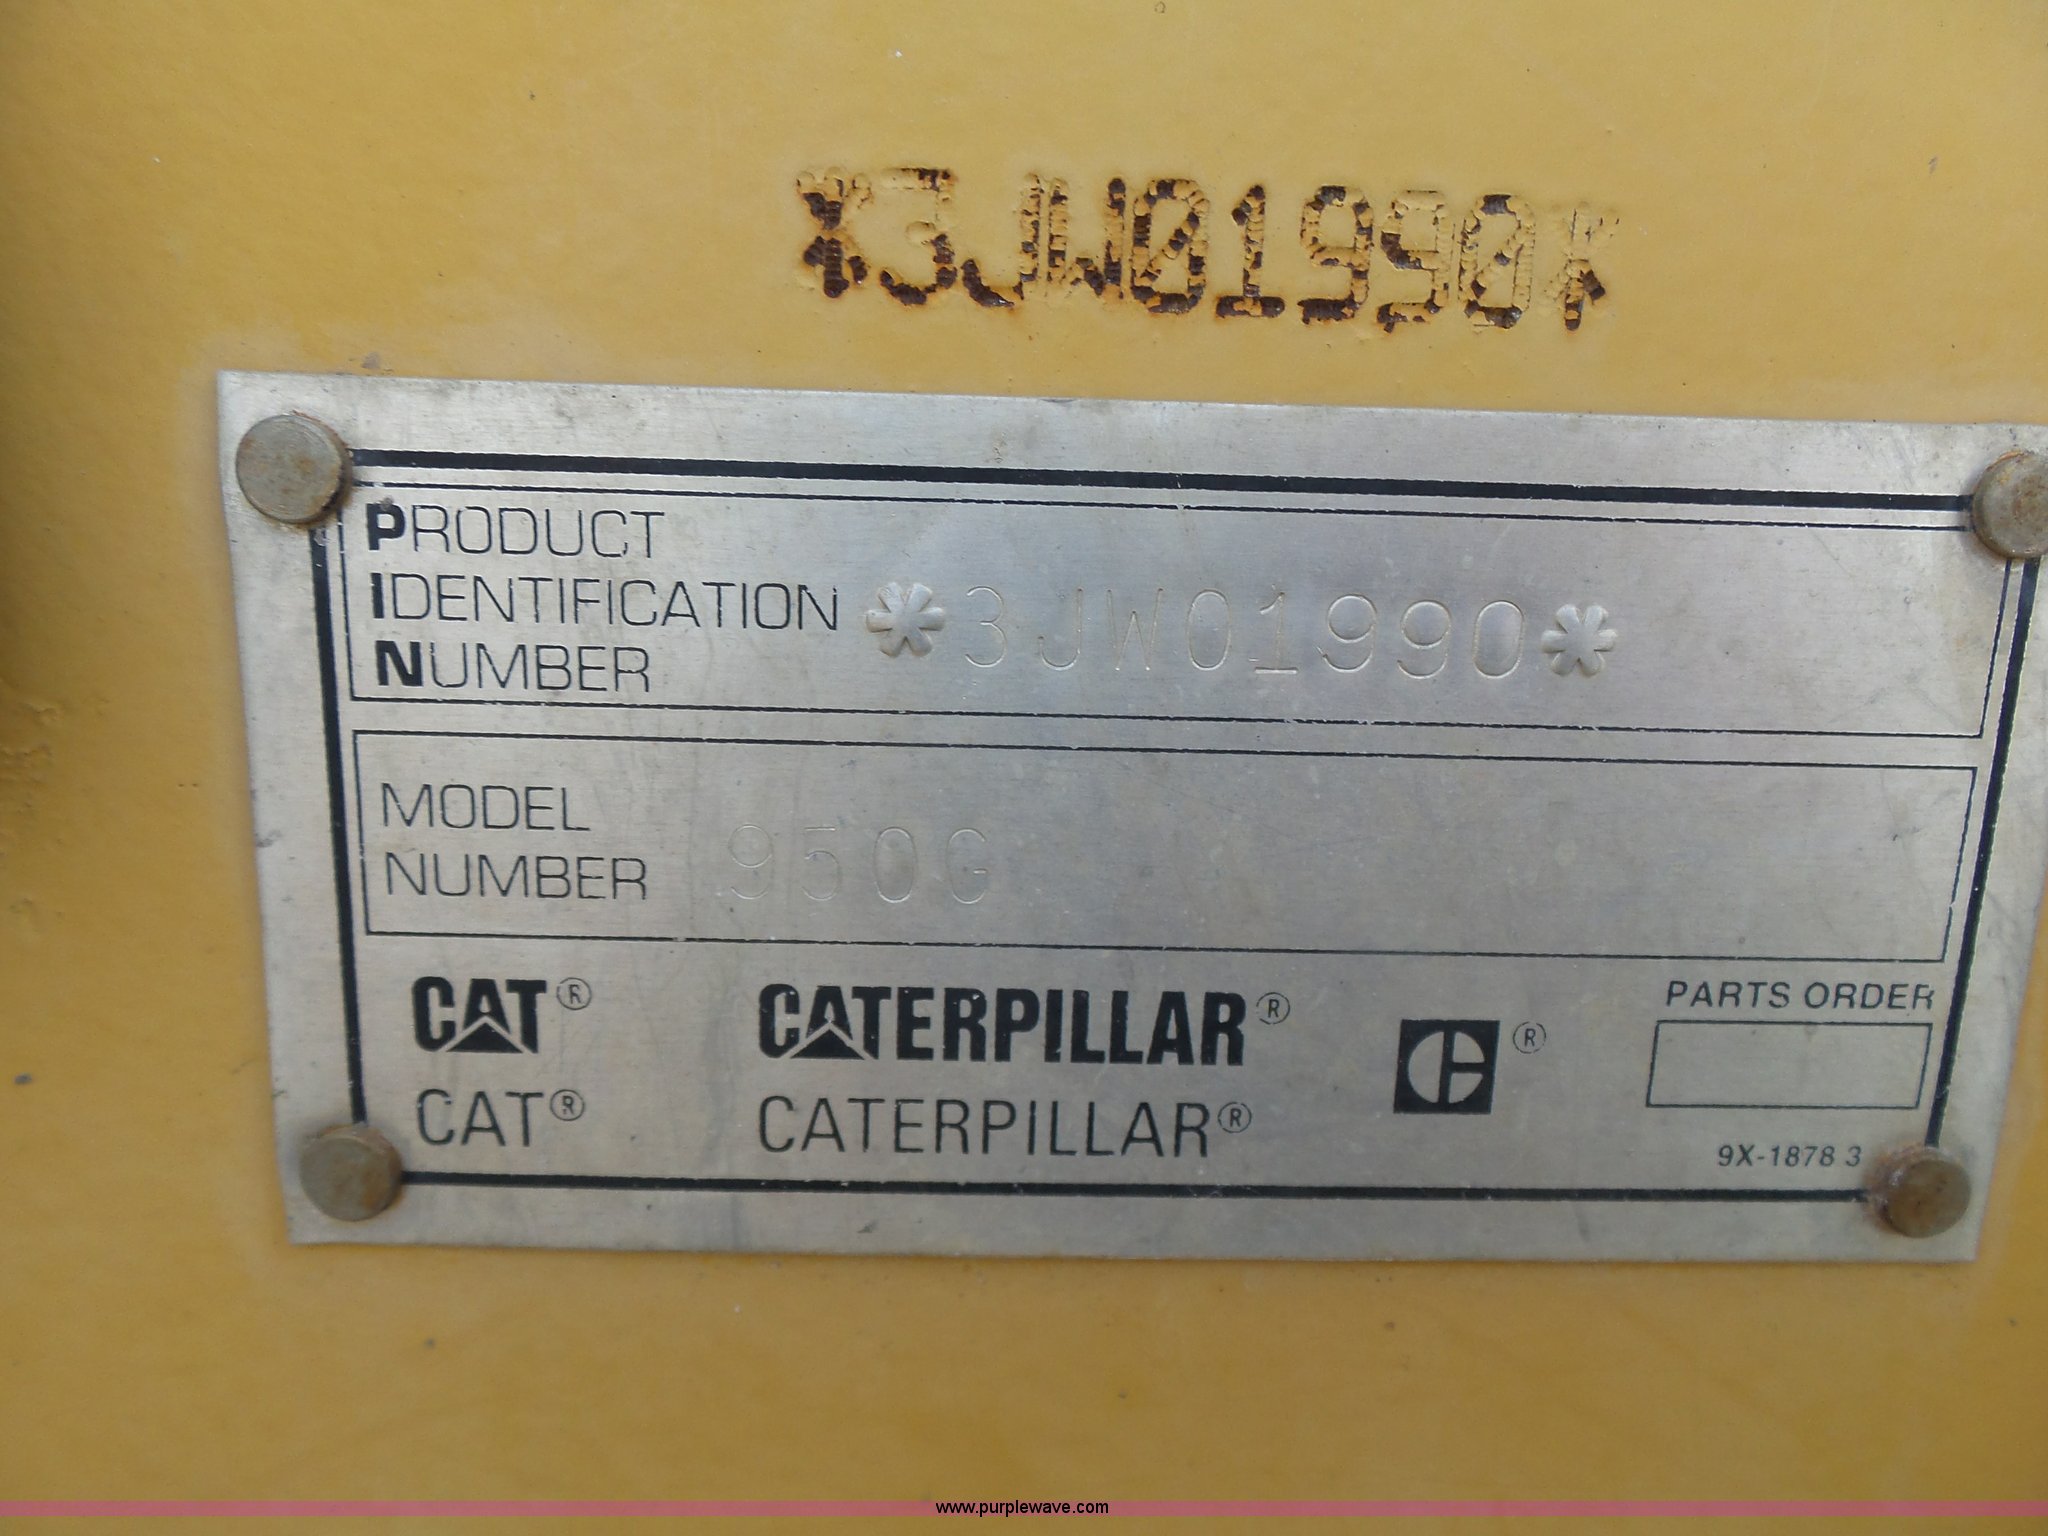 *3JW01990*
PRODUCT
IDENTIFICATION
NUMBER
*3JW01990*
MODEL
NUMBER
950G
CAT®
CATERPILLAR®
®
CAT®
CATERPILLAR®
PARTS ORDER
9X-1878 3
www.purplewave.com